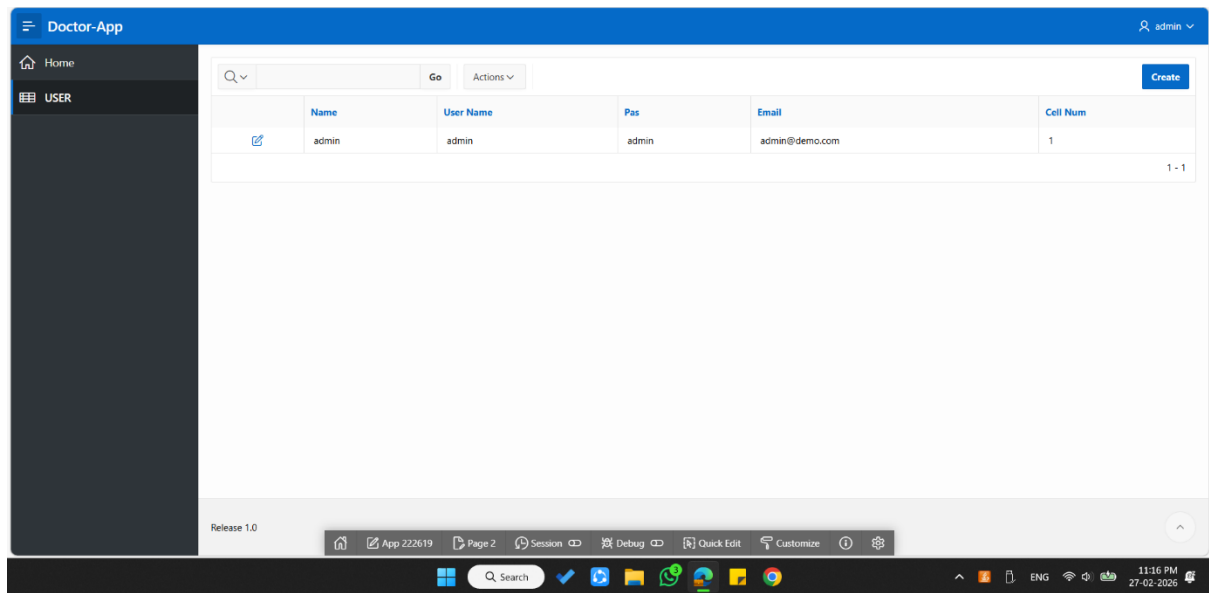 Doctor-App
admin
Home
USER
Go
Actions
Create
Name User Name Pas Email Cell Num
admin admin admin admin@demo.com 1
1 - 1
Release 1.0
App 222619 Page 2 Session Debug Quick Edit Customize
Search
3
ENG
11:16 PM
27-02-2026